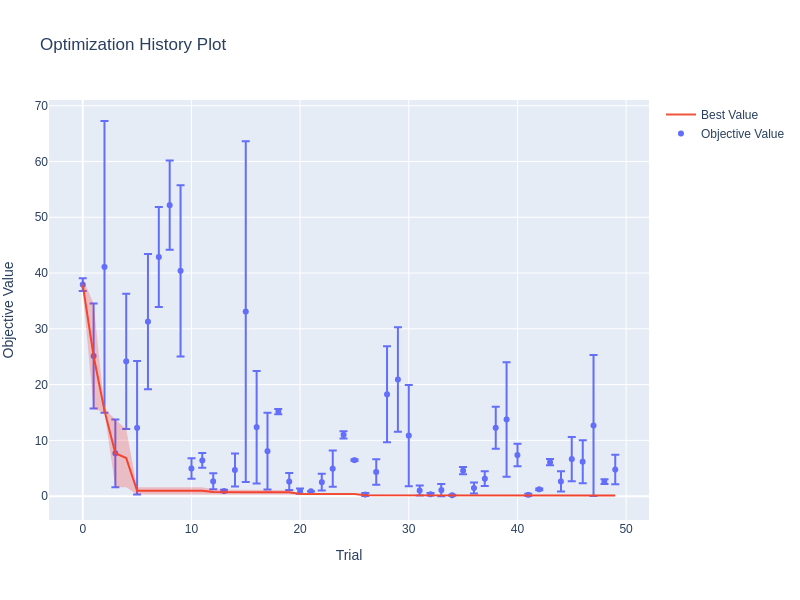 Optimization History Plot
Best Value
Objective Value
70
60
50
40
30
20
10
0
Objective Value
0 10 20 30 40 50
Trial